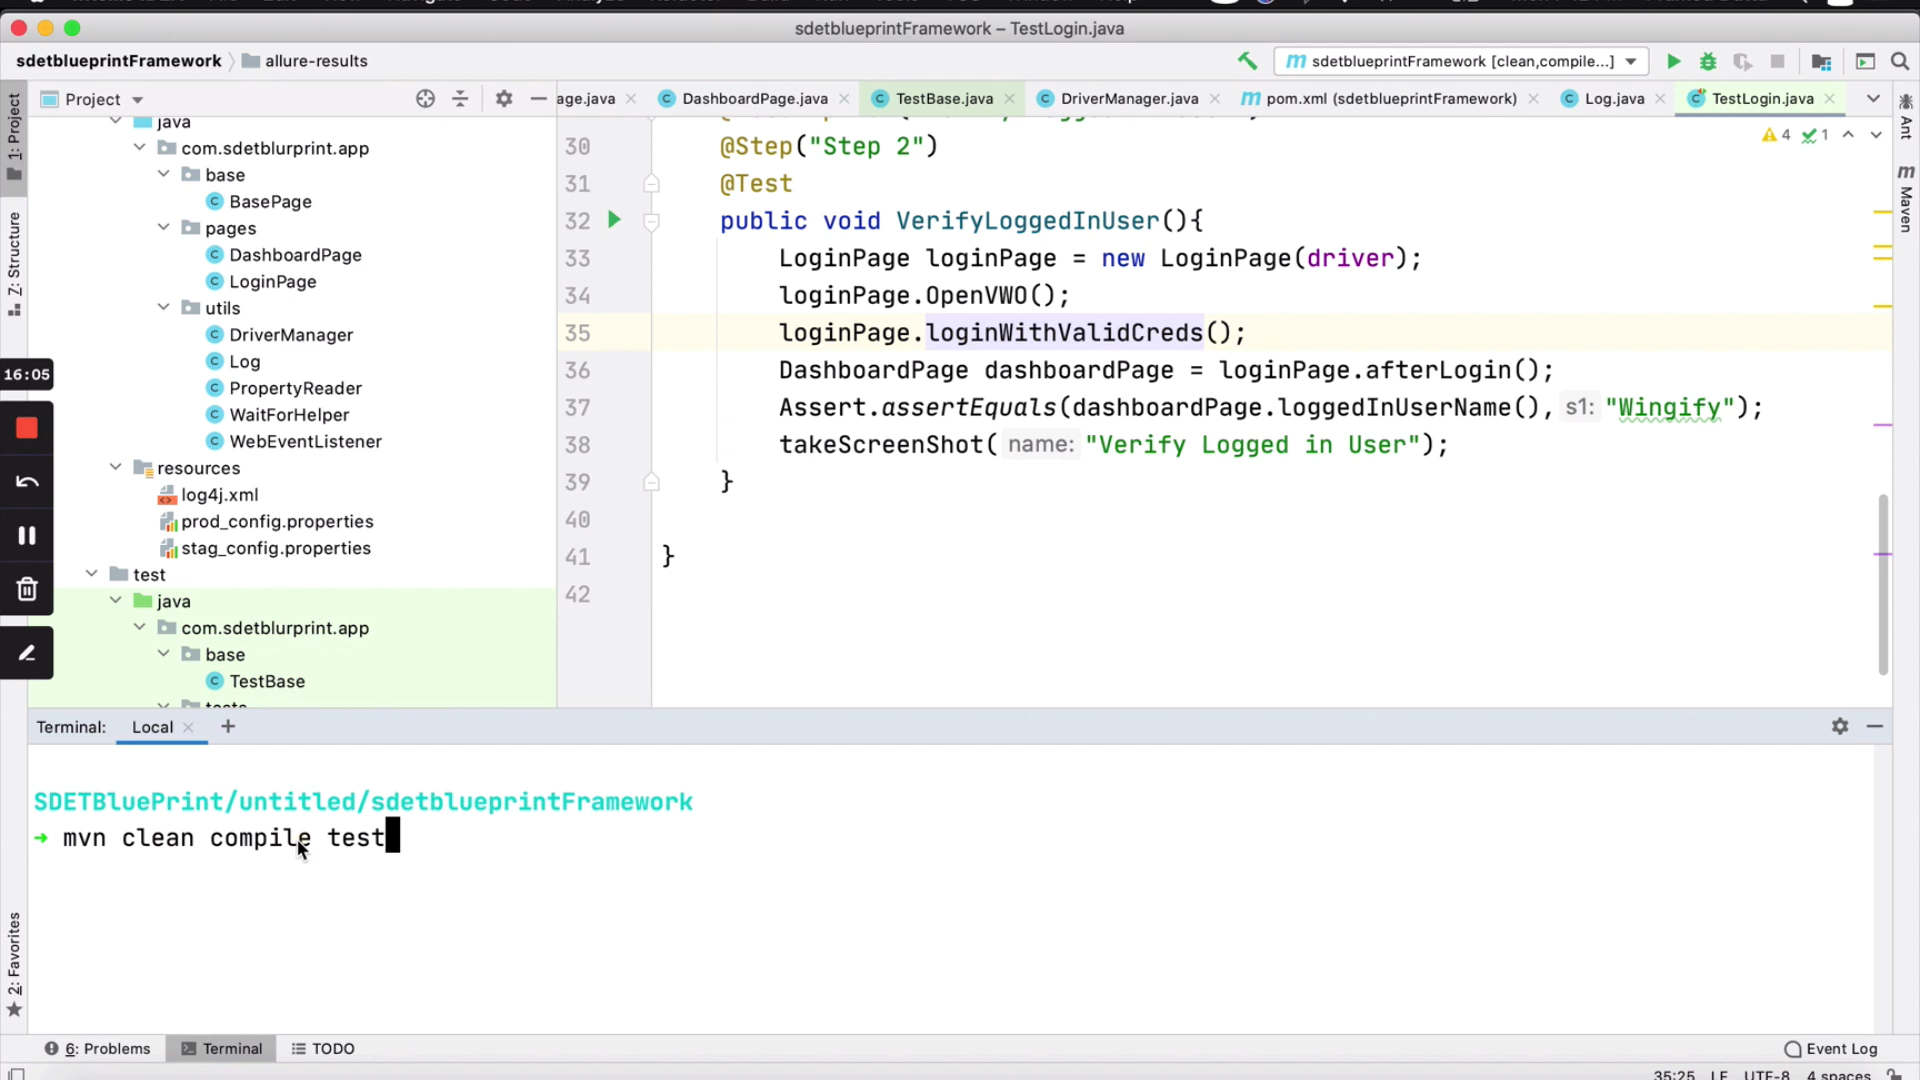 sdetblueprintFramework – TestLogin.java
sdetblueprintFramework 〉 allure-results
sdetblueprintFramework [clean,compile...]
Project
age.java
DashboardPage.java
TestBase.java
DriverManager.java
pom.xml (sdetblueprintFramework)
Log.java
TestLogin.java
1: Project
Z: Structure
2: Favorites
Ant
Maven
java
com.sdetblurprint.app
base
BasePage
pages
DashboardPage
LoginPage
utils
DriverManager
Log
PropertyReader
WaitForHelper
WebEventListener
resources
log4j.xml
prod_config.properties
stag_config.properties
test
java
com.sdetblurprint.app
base
TestBase
16:05
4 1
30 @Step("Step 2")
31 @Test
32 public void VerifyLoggedInUser(){
33 LoginPage loginPage = new LoginPage(driver);
34 loginPage.OpenVWO();
35 loginPage.loginWithValidCreds();
36 DashboardPage dashboardPage = loginPage.afterLogin();
37 Assert.assertEquals(dashboardPage.loggedInUserName(), s1: "Wingify");
38 takeScreenShot( name: "Verify Logged in User");
39 }
40
41 }
42
Terminal: Local +
SDETBluePrint/untitled/sdetblueprintFramework
→ mvn clean compile test
6: Problems
Terminal
TODO
Event Log
35:25 LF UTF-8 4 spaces